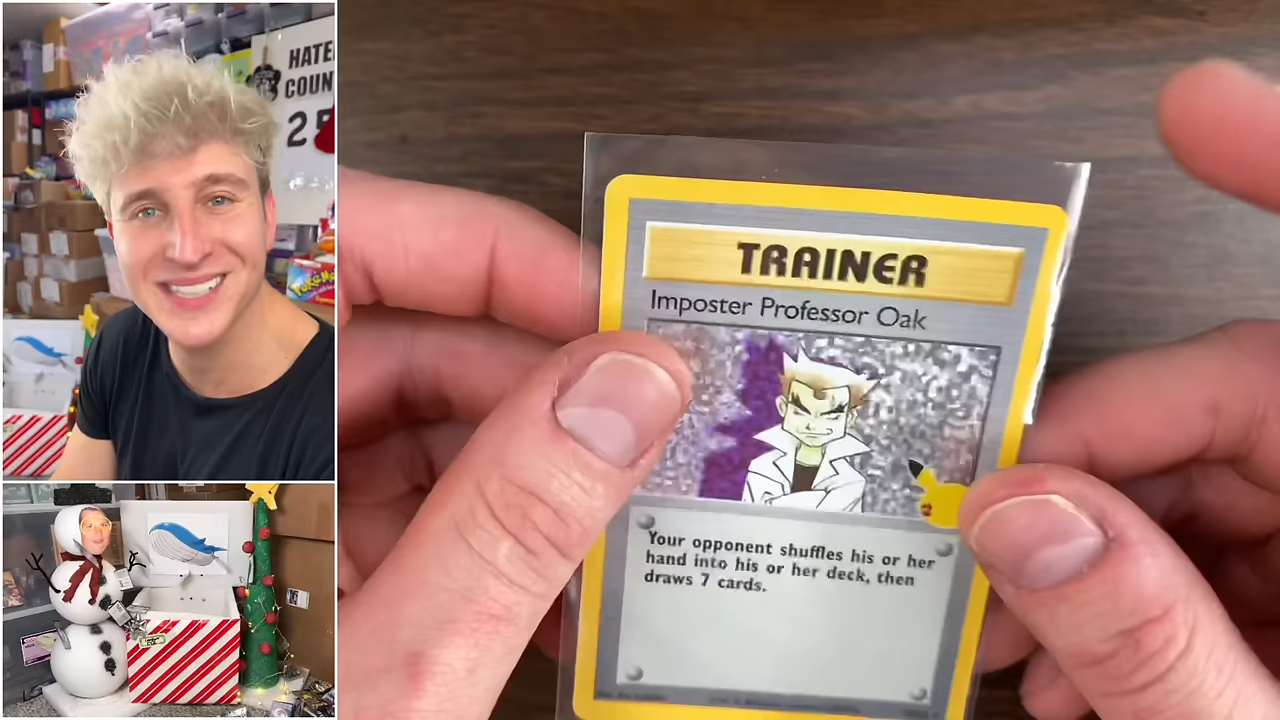 HATE
COUN
25
POKéMON
TRAINER
Imposter Professor Oak
Your opponent shuffles his or her
hand into his or her deck, then
draws 7 cards.